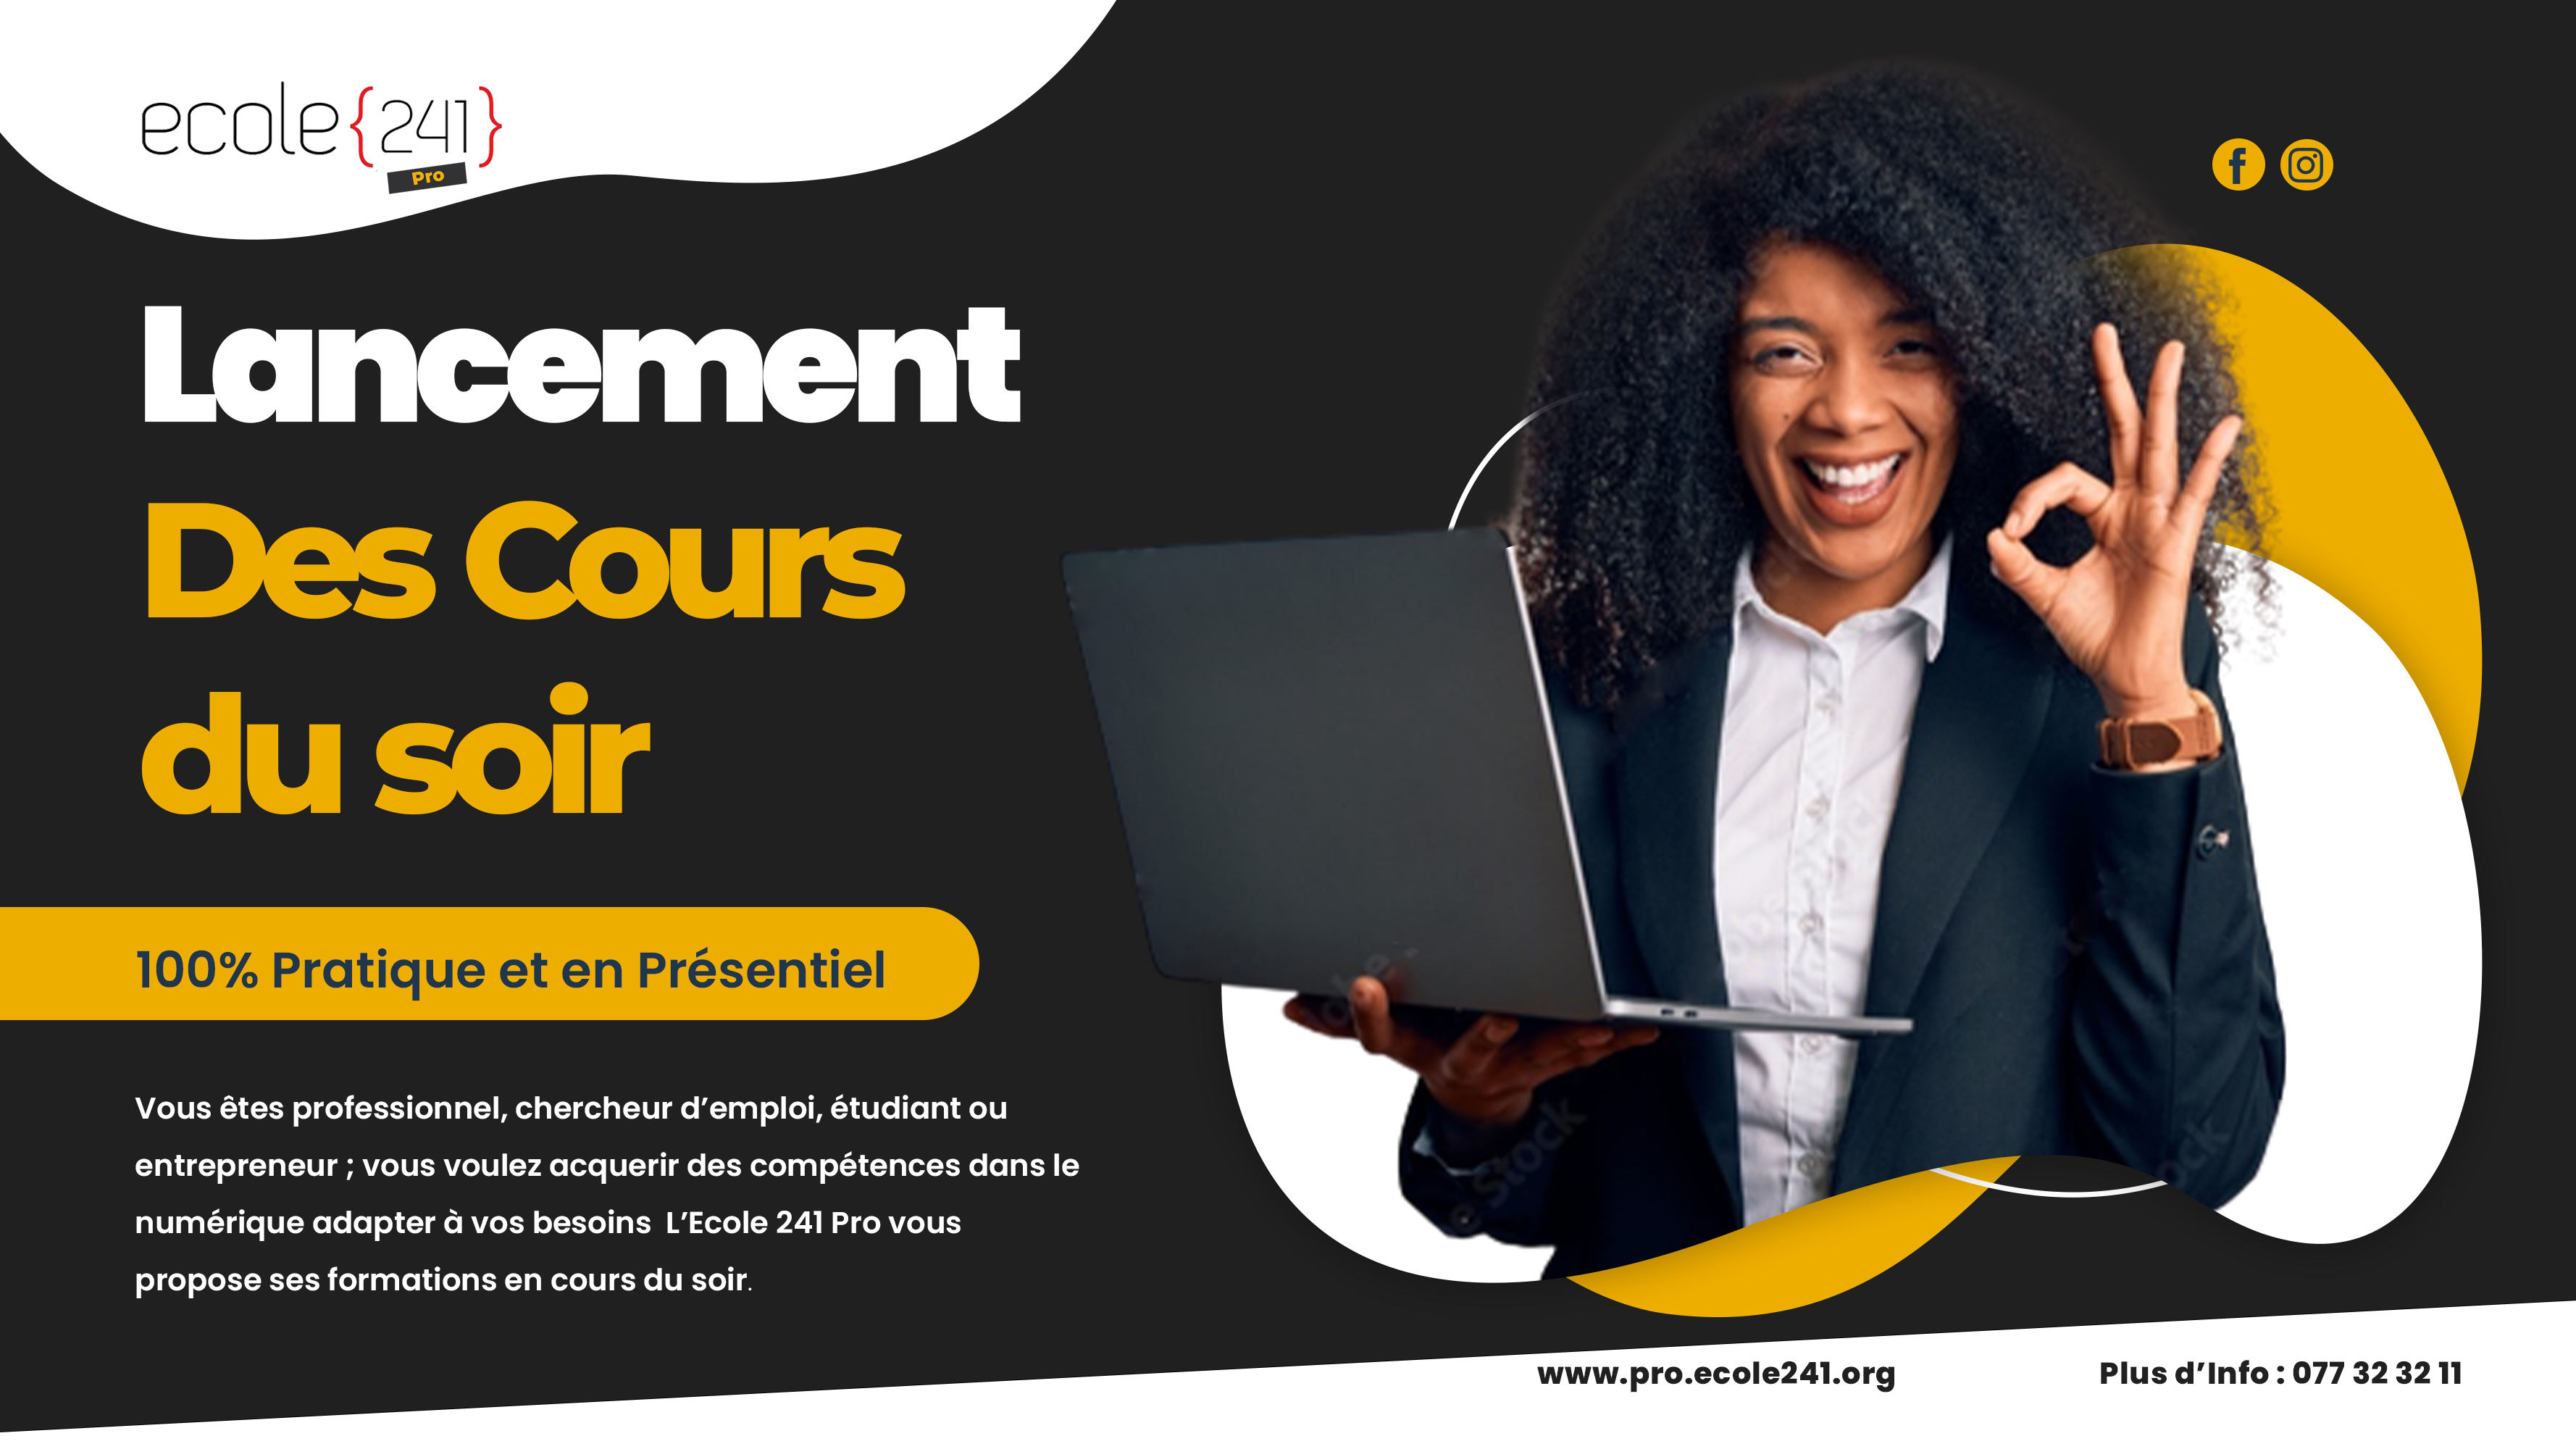 ecole{241}
Pro
Lancement
Des Cours
du soir
100% Pratique et en Présentiel
Vous êtes professionnel, chercheur d’emploi, étudiant ou
entrepreneur ; vous voulez acquerir des compétences dans le
numérique adapter à vos besoins  L’Ecole 241 Pro vous
propose ses formations en cours du soir.
www.pro.ecole241.org
Plus d’Info : 077 32 32 11